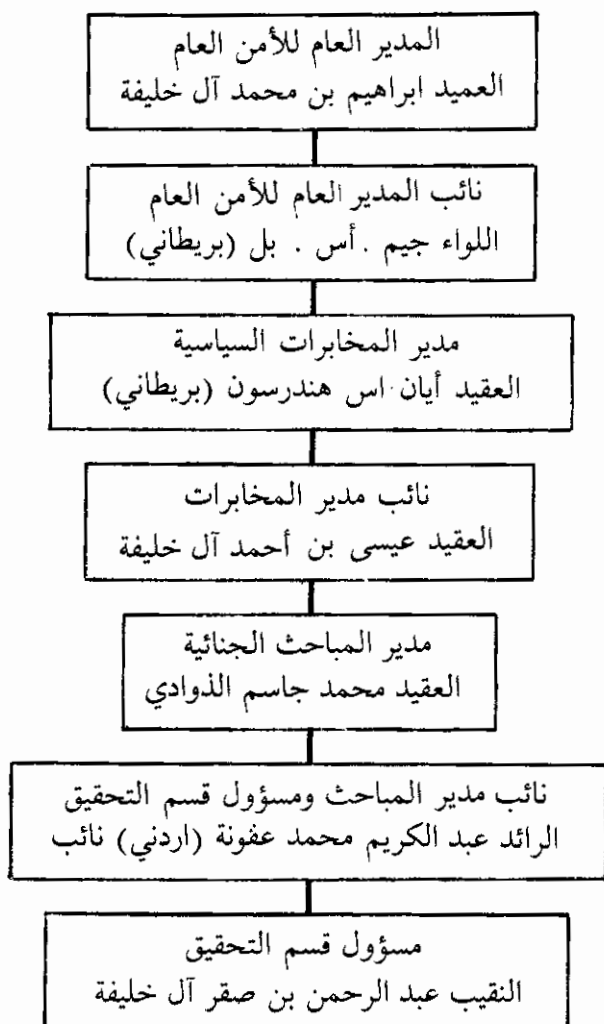 المدير العام للأمن العام
العميد ابراهيم بن محمد آل خليفة
نائب المدير العام للأمن العام
اللواء جيم . أس . بل (بريطاني)
مدير المخابرات السياسية
العقيد أيان اس هندرسون (بريطاني)
نائب مدير المخابرات
العقيد عيسى بن أحمد آل خليفة
مدير المباحث الجنائية
العقيد محمد جاسم الذوادي
نائب مدير المباحث ومسؤول قسم التحقيق
الرائد عبد الكريم محمد عفونة (اردني) نائب
مسؤول قسم التحقيق
النقيب عبد الرحمن بن صقر آل خليفة